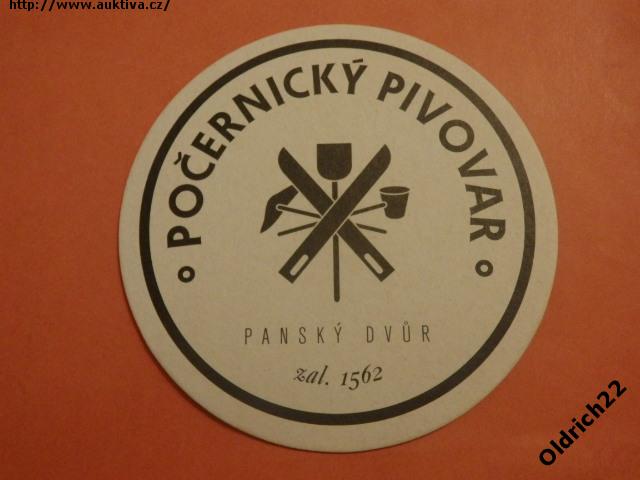 http://www.auktiva.cz/
POČERNICKÝ PIVOVAR
PANSKÝ DVŮR
zal. 1562
Oldrich22